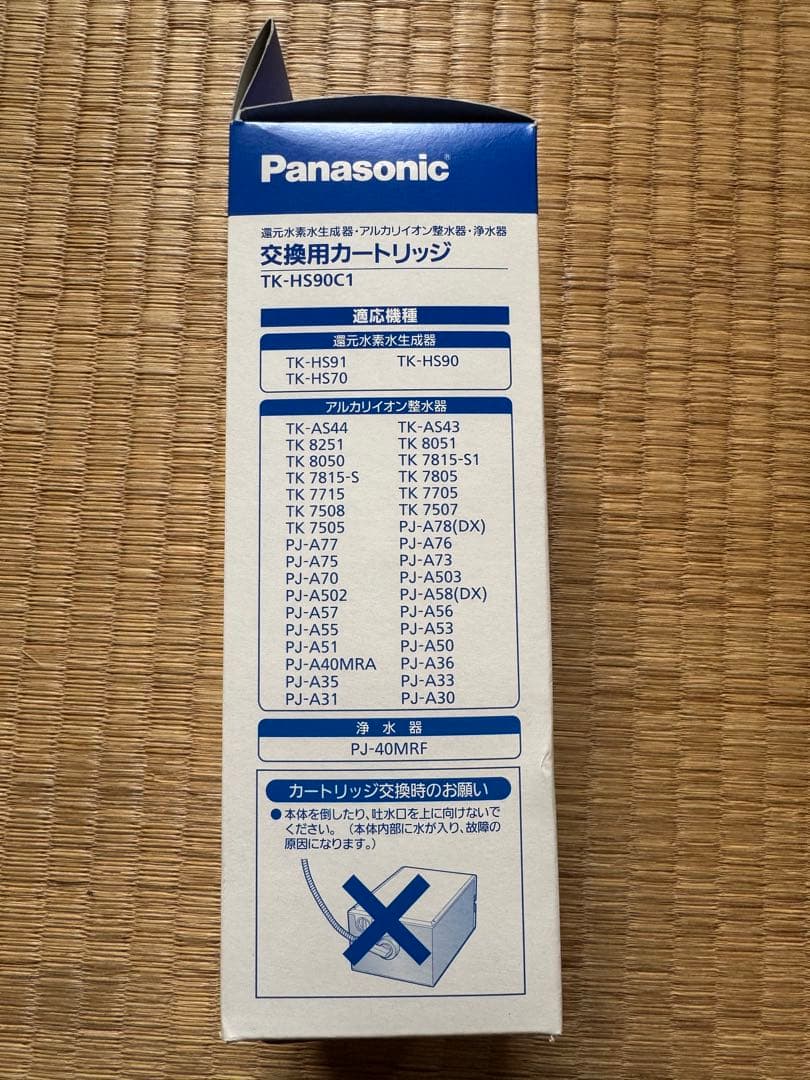 Panasonic
還元水素水生成器・アルカリイオン整水器・浄水器
交換用カートリッジ
TK-HS90C1
適応機種
還元水素水生成器
TK-HS91 TK-HS90
TK-HS70
アルカリイオン整水器
TK-AS44 TK-AS43
TK 8251 TK 8051
TK 8050 TK 7815-S1
TK 7815-S TK 7805
TK 7715 TK 7705
TK 7508 TK 7507
TK 7505 PJ-A78(DX)
PJ-A77 PJ-A76
PJ-A75 PJ-A73
PJ-A70 PJ-A503
PJ-A502 PJ-A58(DX)
PJ-A57 PJ-A56
PJ-A55 PJ-A53
PJ-A51 PJ-A50
PJ-A40MRA PJ-A36
PJ-A35 PJ-A33
PJ-A31 PJ-A30
浄水器
PJ-40MRF
カートリッジ交換時のお願い
●本体を倒したり、吐水口を上に向けないで
ください。（本体内部に水が入り、故障の
原因になります。）